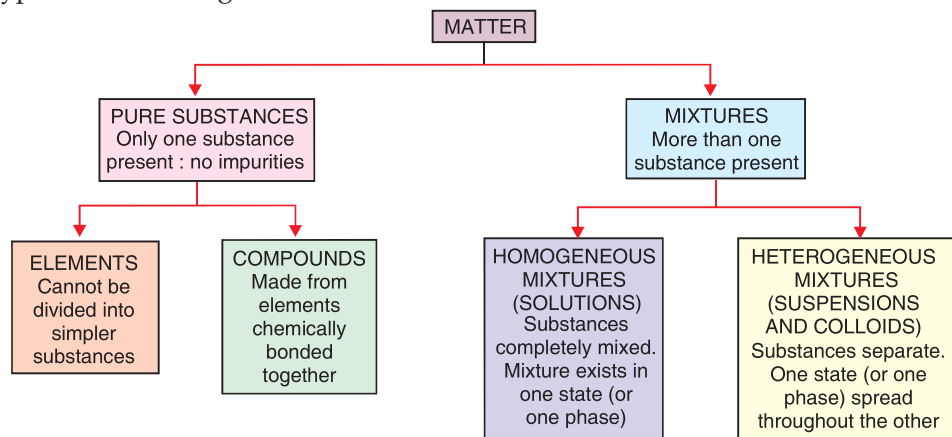 MATTER
PURE SUBSTANCES
Only one substance
present : no impurities
MIXTURES
More than one
substance present
ELEMENTS
Cannot be
divided into
simpler
substances
COMPOUNDS
Made from
elements
chemically
bonded
together
HOMOGENEOUS
MIXTURES
(SOLUTIONS)
Substances
completely mixed.
Mixture exists in
one state (or
one phase)
HETEROGENEOUS
MIXTURES
(SUSPENSIONS
AND COLLOIDS)
Substances separate.
One state (or one
phase) spread
throughout the other